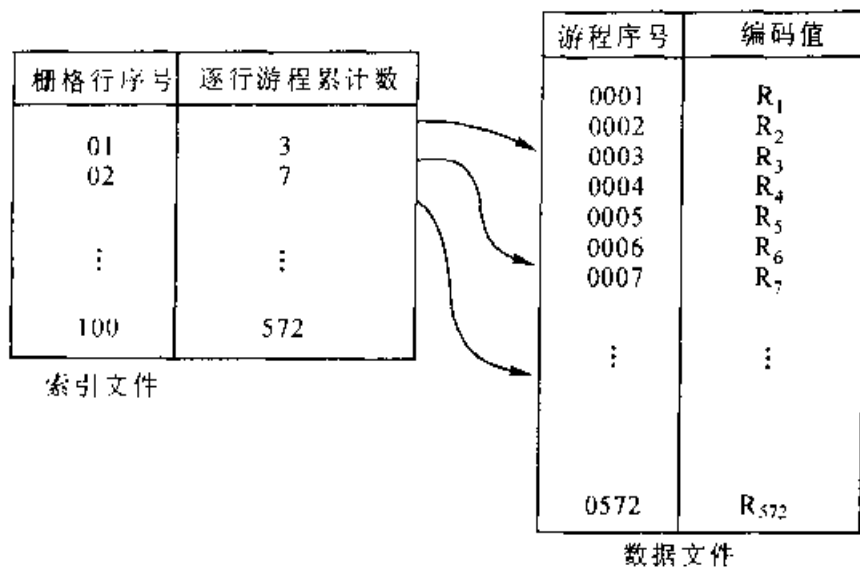 栅格行序号 逐行游程累计数
01 3
02 7
⋮ ⋮
100 572
索引文件
游程序号 编码值
0001 R₁
0002 R₂
0003 R₃
0004 R₄
0005 R₅
0006 R₆
0007 R₇
⋮ ⋮
0572 R₅₇₂
数据文件